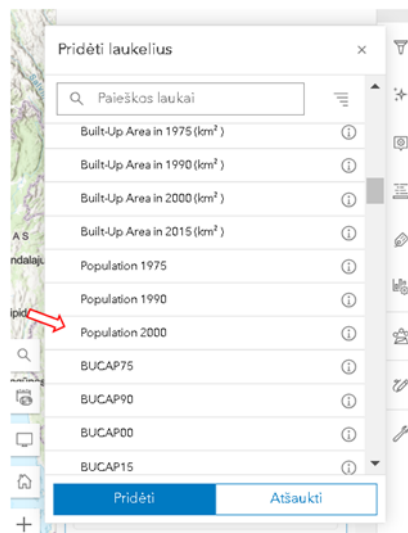 Pridėti laukelius
Paieškos laukai
Built-Up Area in 1975 (km²)
Built-Up Area in 1990 (km²)
Built-Up Area in 2000 (km²)
Built-Up Area in 2015 (km²)
A S
ndalaju
Population 1975
Population 1990
ipid
Population 2000
BUCAP75
BUCAP90
BUCAP00
BUCAP15
Pridėti
Atšaukti